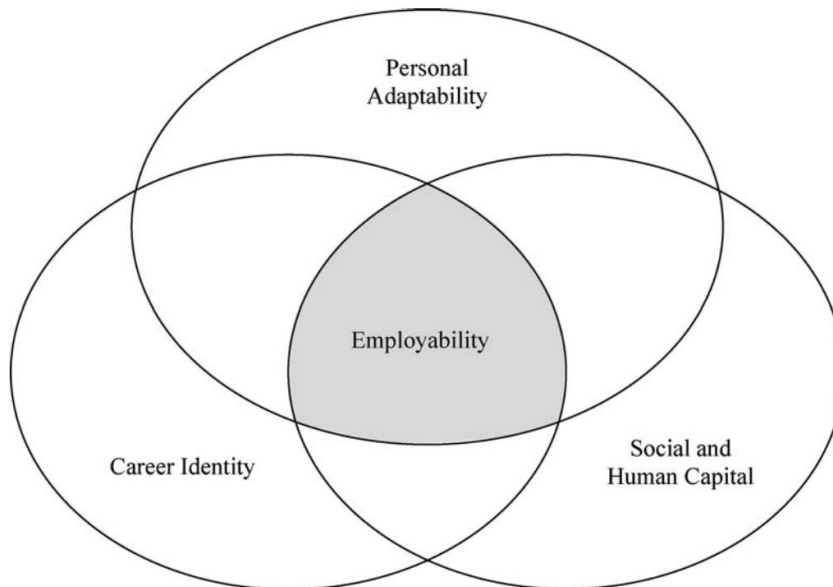 Personal
Adaptability
Employability
Career Identity
Social and
Human Capital